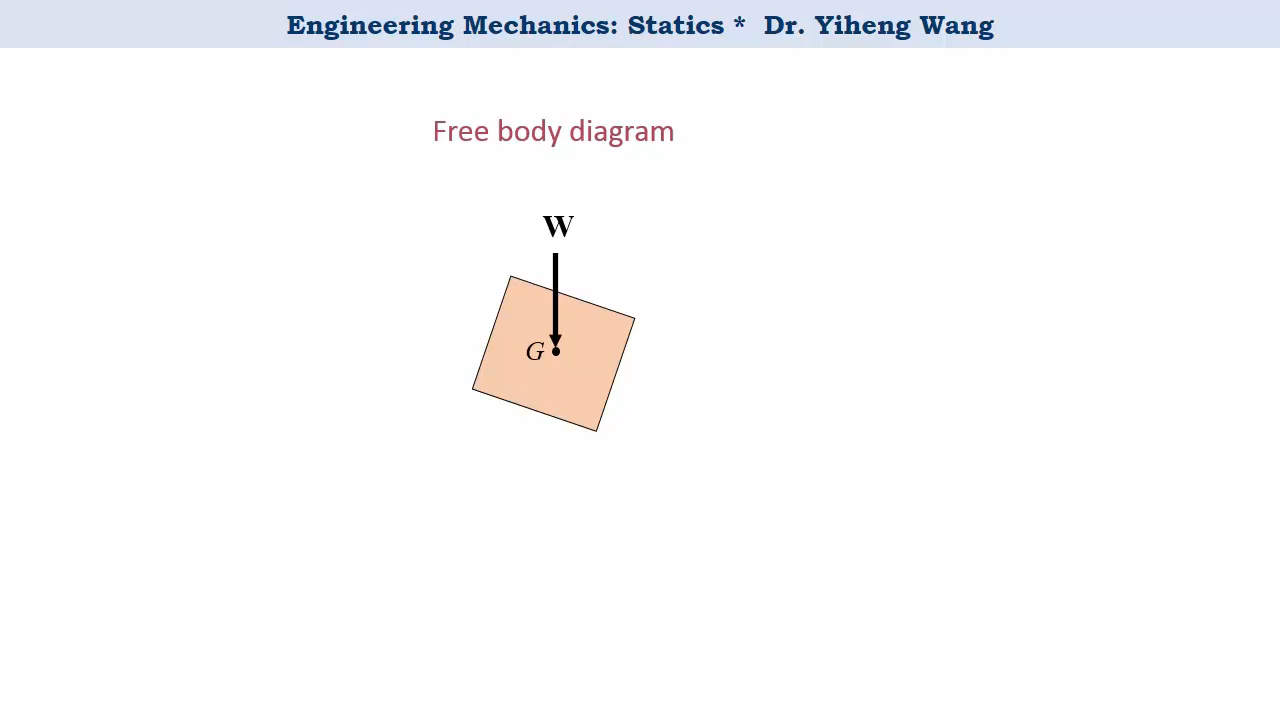 Engineering Mechanics: Statics * Dr. Yiheng Wang
Free body diagram
W
G